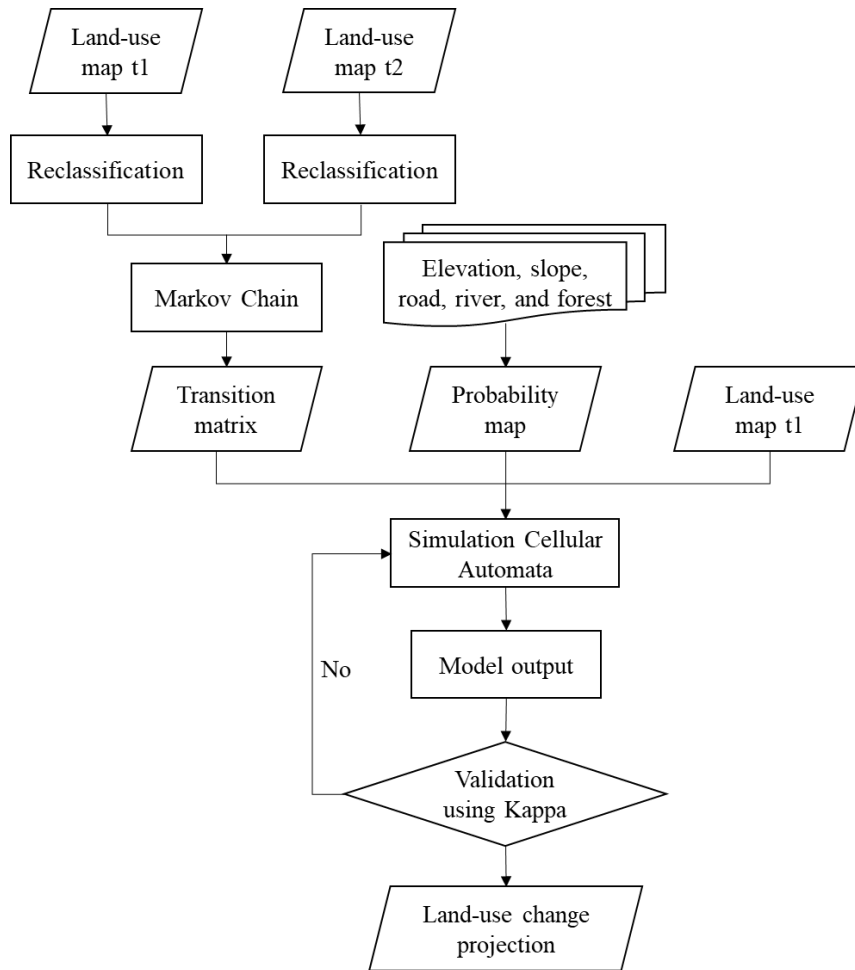 Land-use
map t1
Land-use
map t2
Reclassification
Reclassification
Markov Chain
Elevation, slope,
road, river, and forest
Transition
matrix
Probability
map
Land-use
map t1
Simulation Cellular
Automata
Model output
No
Validation
using Kappa
Land-use change
projection